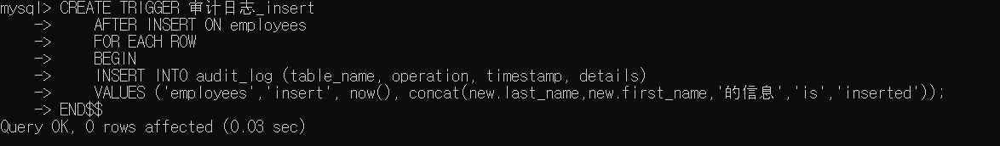 mysql> CREATE TRIGGER 审计日志_insert
    ->     AFTER INSERT ON employees
    ->     FOR EACH ROW
    ->     BEGIN
    ->     INSERT INTO audit_log (table_name, operation, timestamp, details)
    ->     VALUES ('employees','insert', now(), concat(new.last_name,new.first_name,'的信息','is','inserted'));
    -> END$$
Query OK, 0 rows affected (0.03 sec)